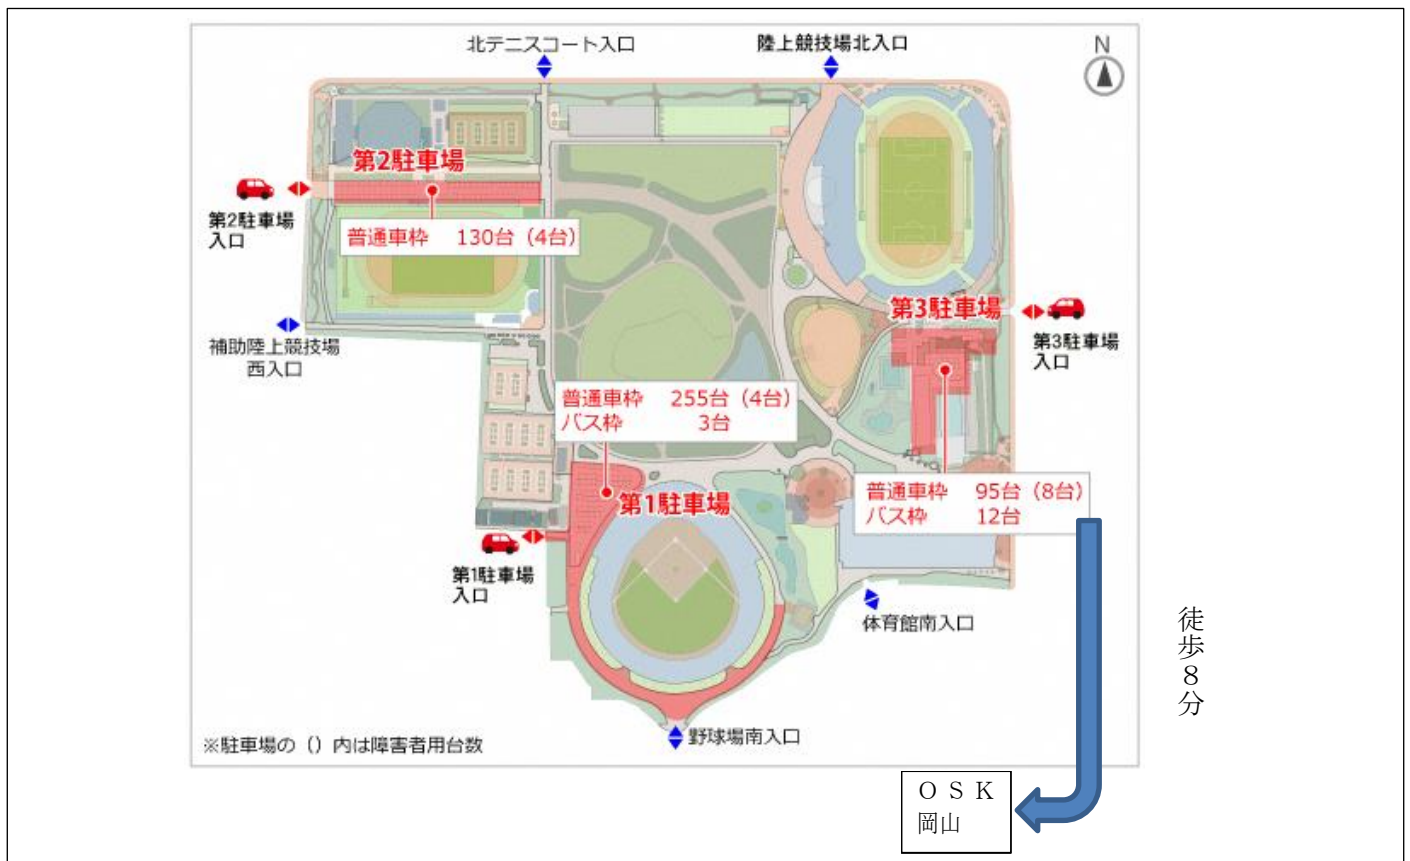 北テニスコート入口
陸上競技場北入口
N
第2駐車場
第2駐車場
入口
普通車枠 130台（4台）
第3駐車場
第3駐車場
入口
補助陸上競技場
西入口
普通車枠 255台（4台）
バス枠 3台
普通車枠 95台（8台）
バス枠 12台
第1駐車場
第1駐車場
入口
体育館南入口
徒歩８分
野球場南入口
※駐車場の（）内は障害者用台数
ＯＳＫ
岡山